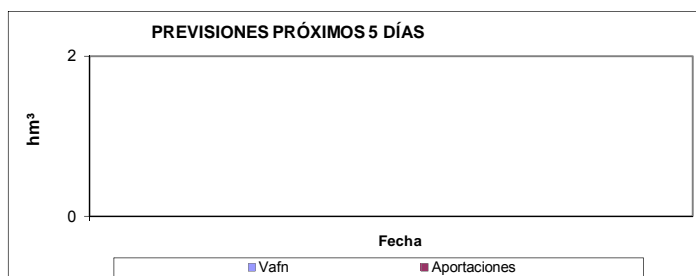 PREVISIONES PRÓXIMOS 5 DÍAS
2
hm³
0
Fecha
Vafn Aportaciones